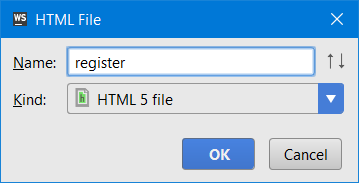 WS HTML File
Name: register
Kind: HTML 5 file
OK Cancel